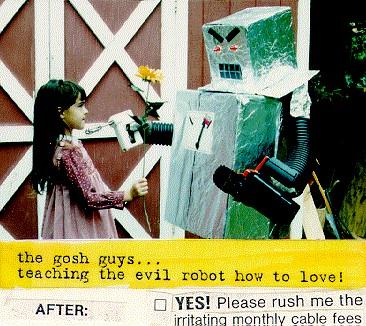 the gosh guys...
teaching the evil robot how to love!
AFTER:
YES! Please rush me the
irritating monthly cable fees